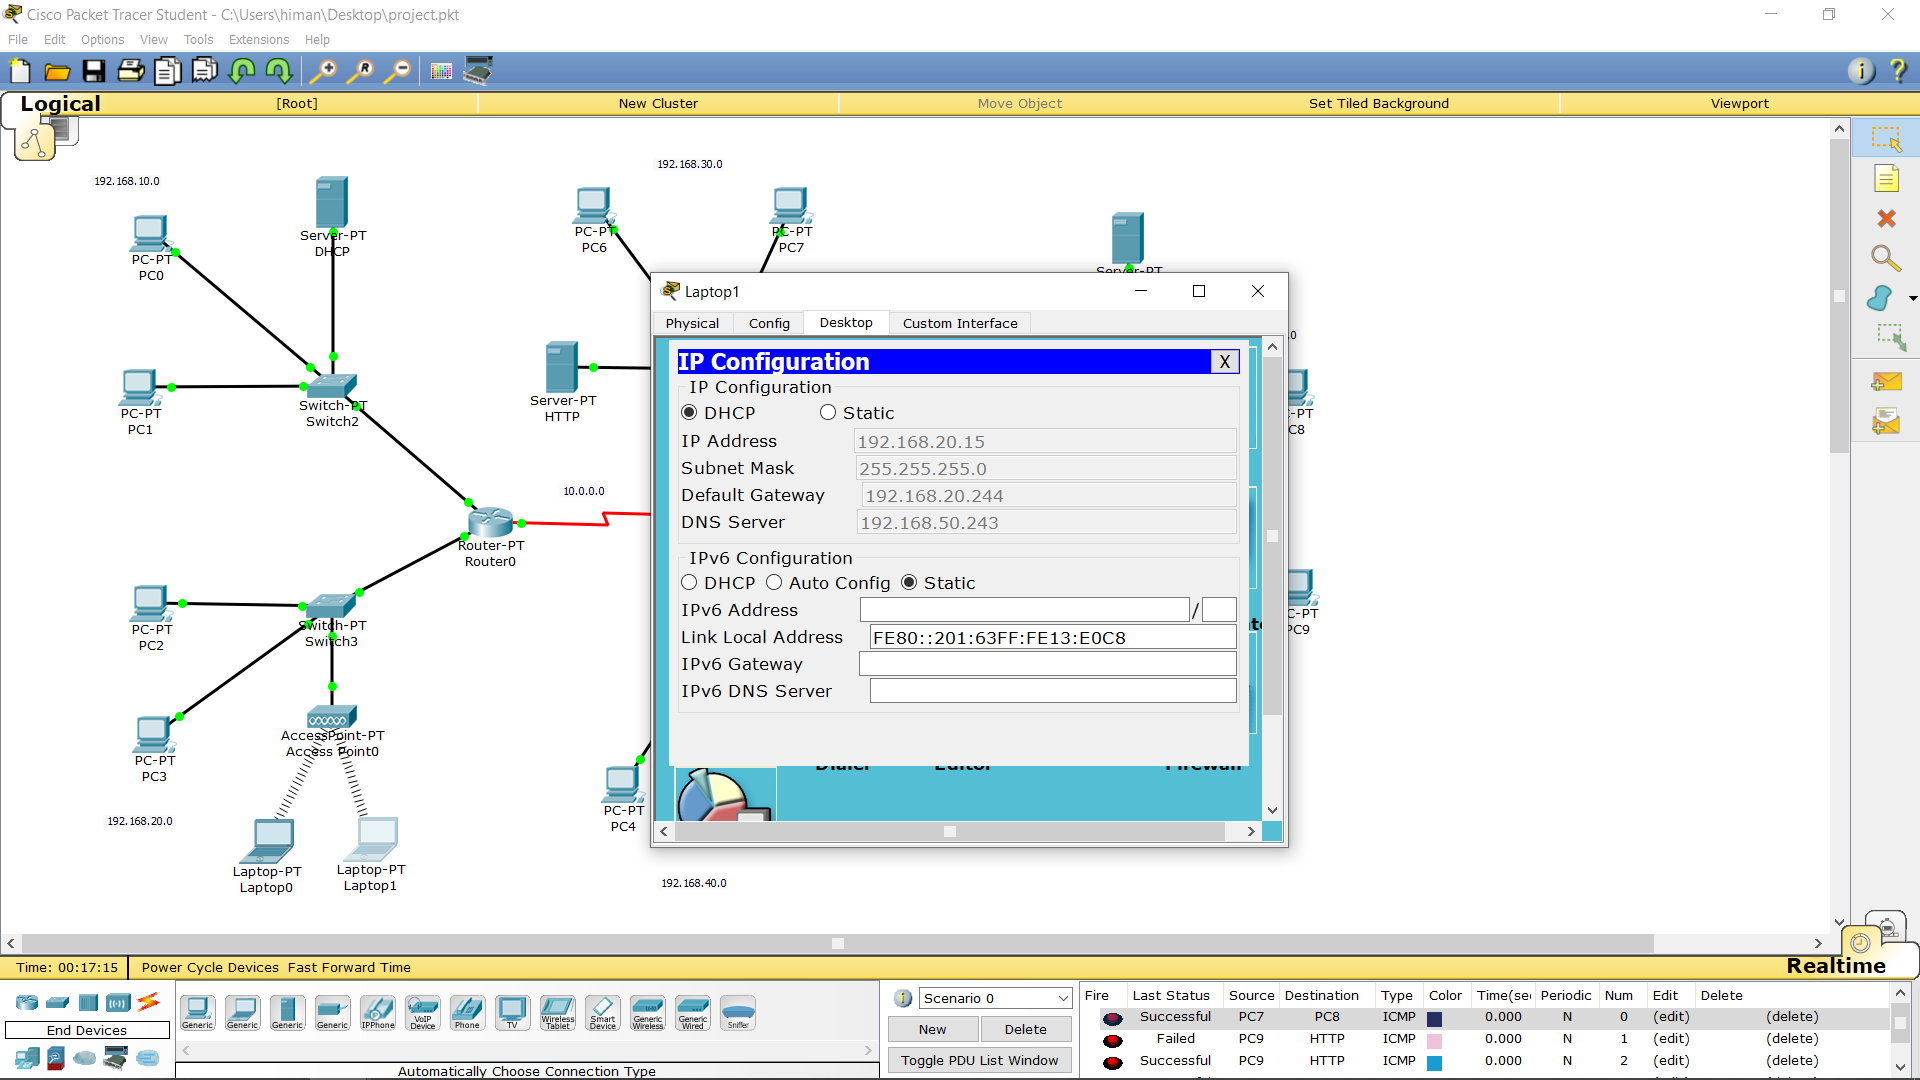 Cisco Packet Tracer Student - C:\Users\himan\Desktop\project.pkt
File Edit Options View Tools Extensions Help
Logical [Root] New Cluster Move Object Set Tiled Background Viewport
192.168.30.0
192.168.10.0
Server-PT
DHCP
PC-PT
PC0
PC-PT
PC6
PC-PT
PC7
Server-PT
Laptop1
Physical Config Desktop Custom Interface
IP Configuration X
IP Configuration
DHCP Static
IP Address 192.168.20.15
Subnet Mask 255.255.255.0
Default Gateway 192.168.20.244
DNS Server 192.168.50.243
IPv6 Configuration
DHCP Auto Config Static
IPv6 Address /
Link Local Address FE80::201:63FF:FE13:E0C8
IPv6 Gateway
IPv6 DNS Server
Dialer Editor Firewall
PC-PT
PC1
Switch-PT
Switch2
Server-PT
HTTP
-PT
C8
10.0.0.0
Router-PT
Router0
PC-PT
PC2
Switch-PT
Switch3
C-PT
PC9
PC-PT
PC3
AccessPoint-PT
Access Point0
192.168.20.0
PC-PT
PC4
Laptop-PT
Laptop0
Laptop-PT
Laptop1
192.168.40.0
Time: 00:17:15 Power Cycle Devices Fast Forward Time Realtime
End Devices
Generic Generic Generic Generic IPPhone VoIP Device Phone TV Wireless Tablet Smart Device Generic Wireless Generic Wired Sniffer
Automatically Choose Connection Type
Scenario 0
New Delete
Toggle PDU List Window
Fire Last Status Source Destination Type Color Time(sec Periodic Num Edit Delete
Successful PC7 PC8 ICMP 0.000 N 0 (edit) (delete)
Failed PC9 HTTP ICMP 0.000 N 1 (edit) (delete)
Successful PC9 HTTP ICMP 0.000 N 2 (edit) (delete)